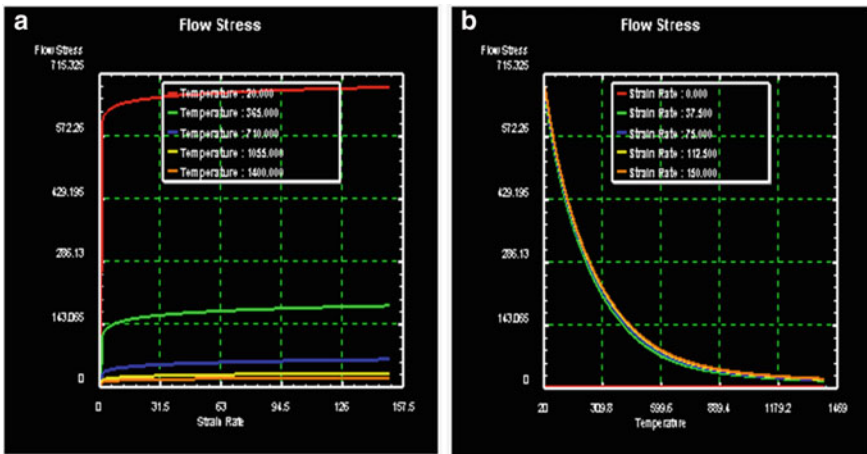 a
Flow Stress
Flow Stress
715.325
572.26
429.195
286.13
143.065
0
Temperature : 20.000
Temperature : 365.000
Temperature : 710.000
Temperature : 1055.000
Temperature : 1400.000
0 31.5 63 94.5 126 157.5
Strain Rate
b
Flow Stress
Flow Stress
715.325
572.26
429.195
286.13
143.065
0
Strain Rate : 0.000
Strain Rate : 37.500
Strain Rate : 75.000
Strain Rate : 112.500
Strain Rate : 150.000
20 309.8 599.6 889.4 1179.2 1469
Temperature